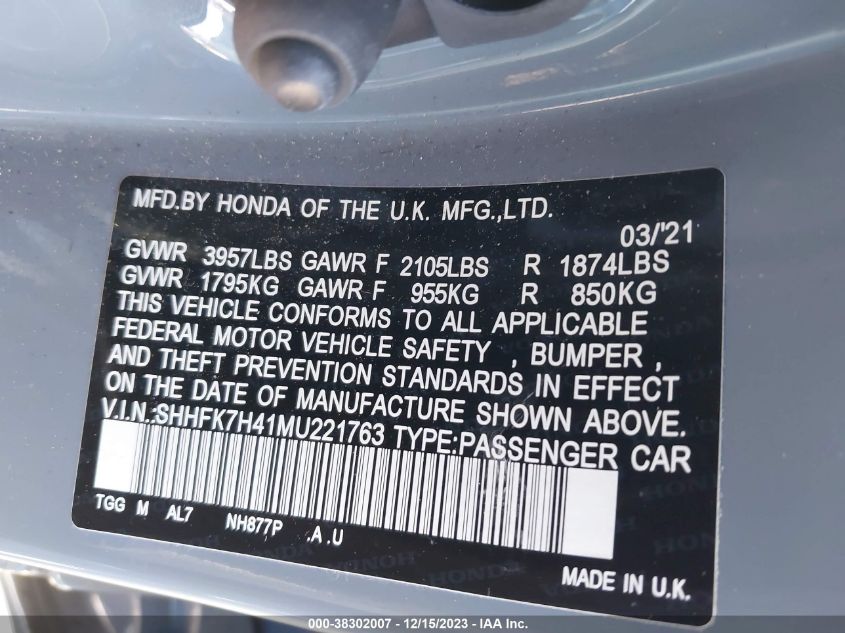 MFD.BY HONDA OF THE U.K. MFG.,LTD.
03/'21
GVWR 3957LBS GAWR F 2105LBS R 1874LBS
GVWR 1795KG GAWR F 955KG R 850KG
THIS VEHICLE CONFORMS TO ALL APPLICABLE
FEDERAL MOTOR VEHICLE SAFETY , BUMPER ,
AND THEFT PREVENTION STANDARDS IN EFFECT
ON THE DATE OF MANUFACTURE SHOWN ABOVE.
V.I.N.:SHHFK7H41MU221763 TYPE:PASSENGER CAR
TGG M AL7 NH877P .A .U
MADE IN U.K.
000-38302007 - 12/15/2023 - IAA Inc.